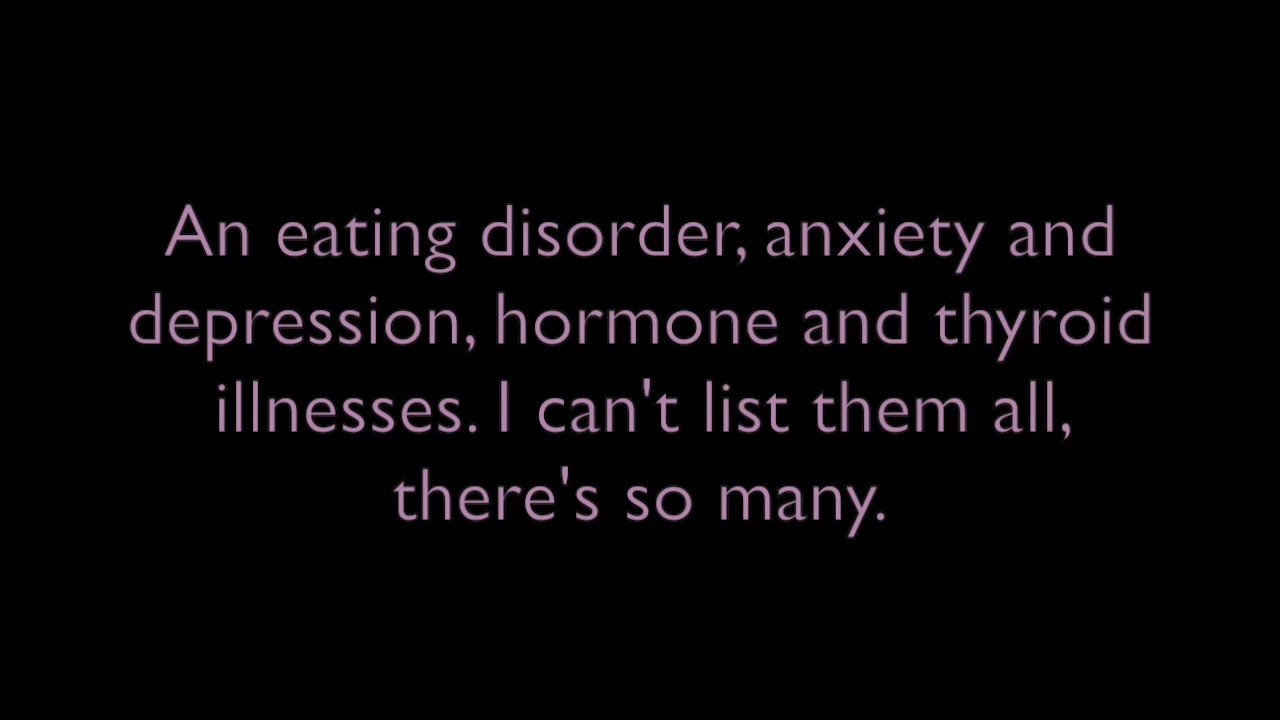 An eating disorder, anxiety and
depression, hormone and thyroid
illnesses. I can't list them all,
there's so many.